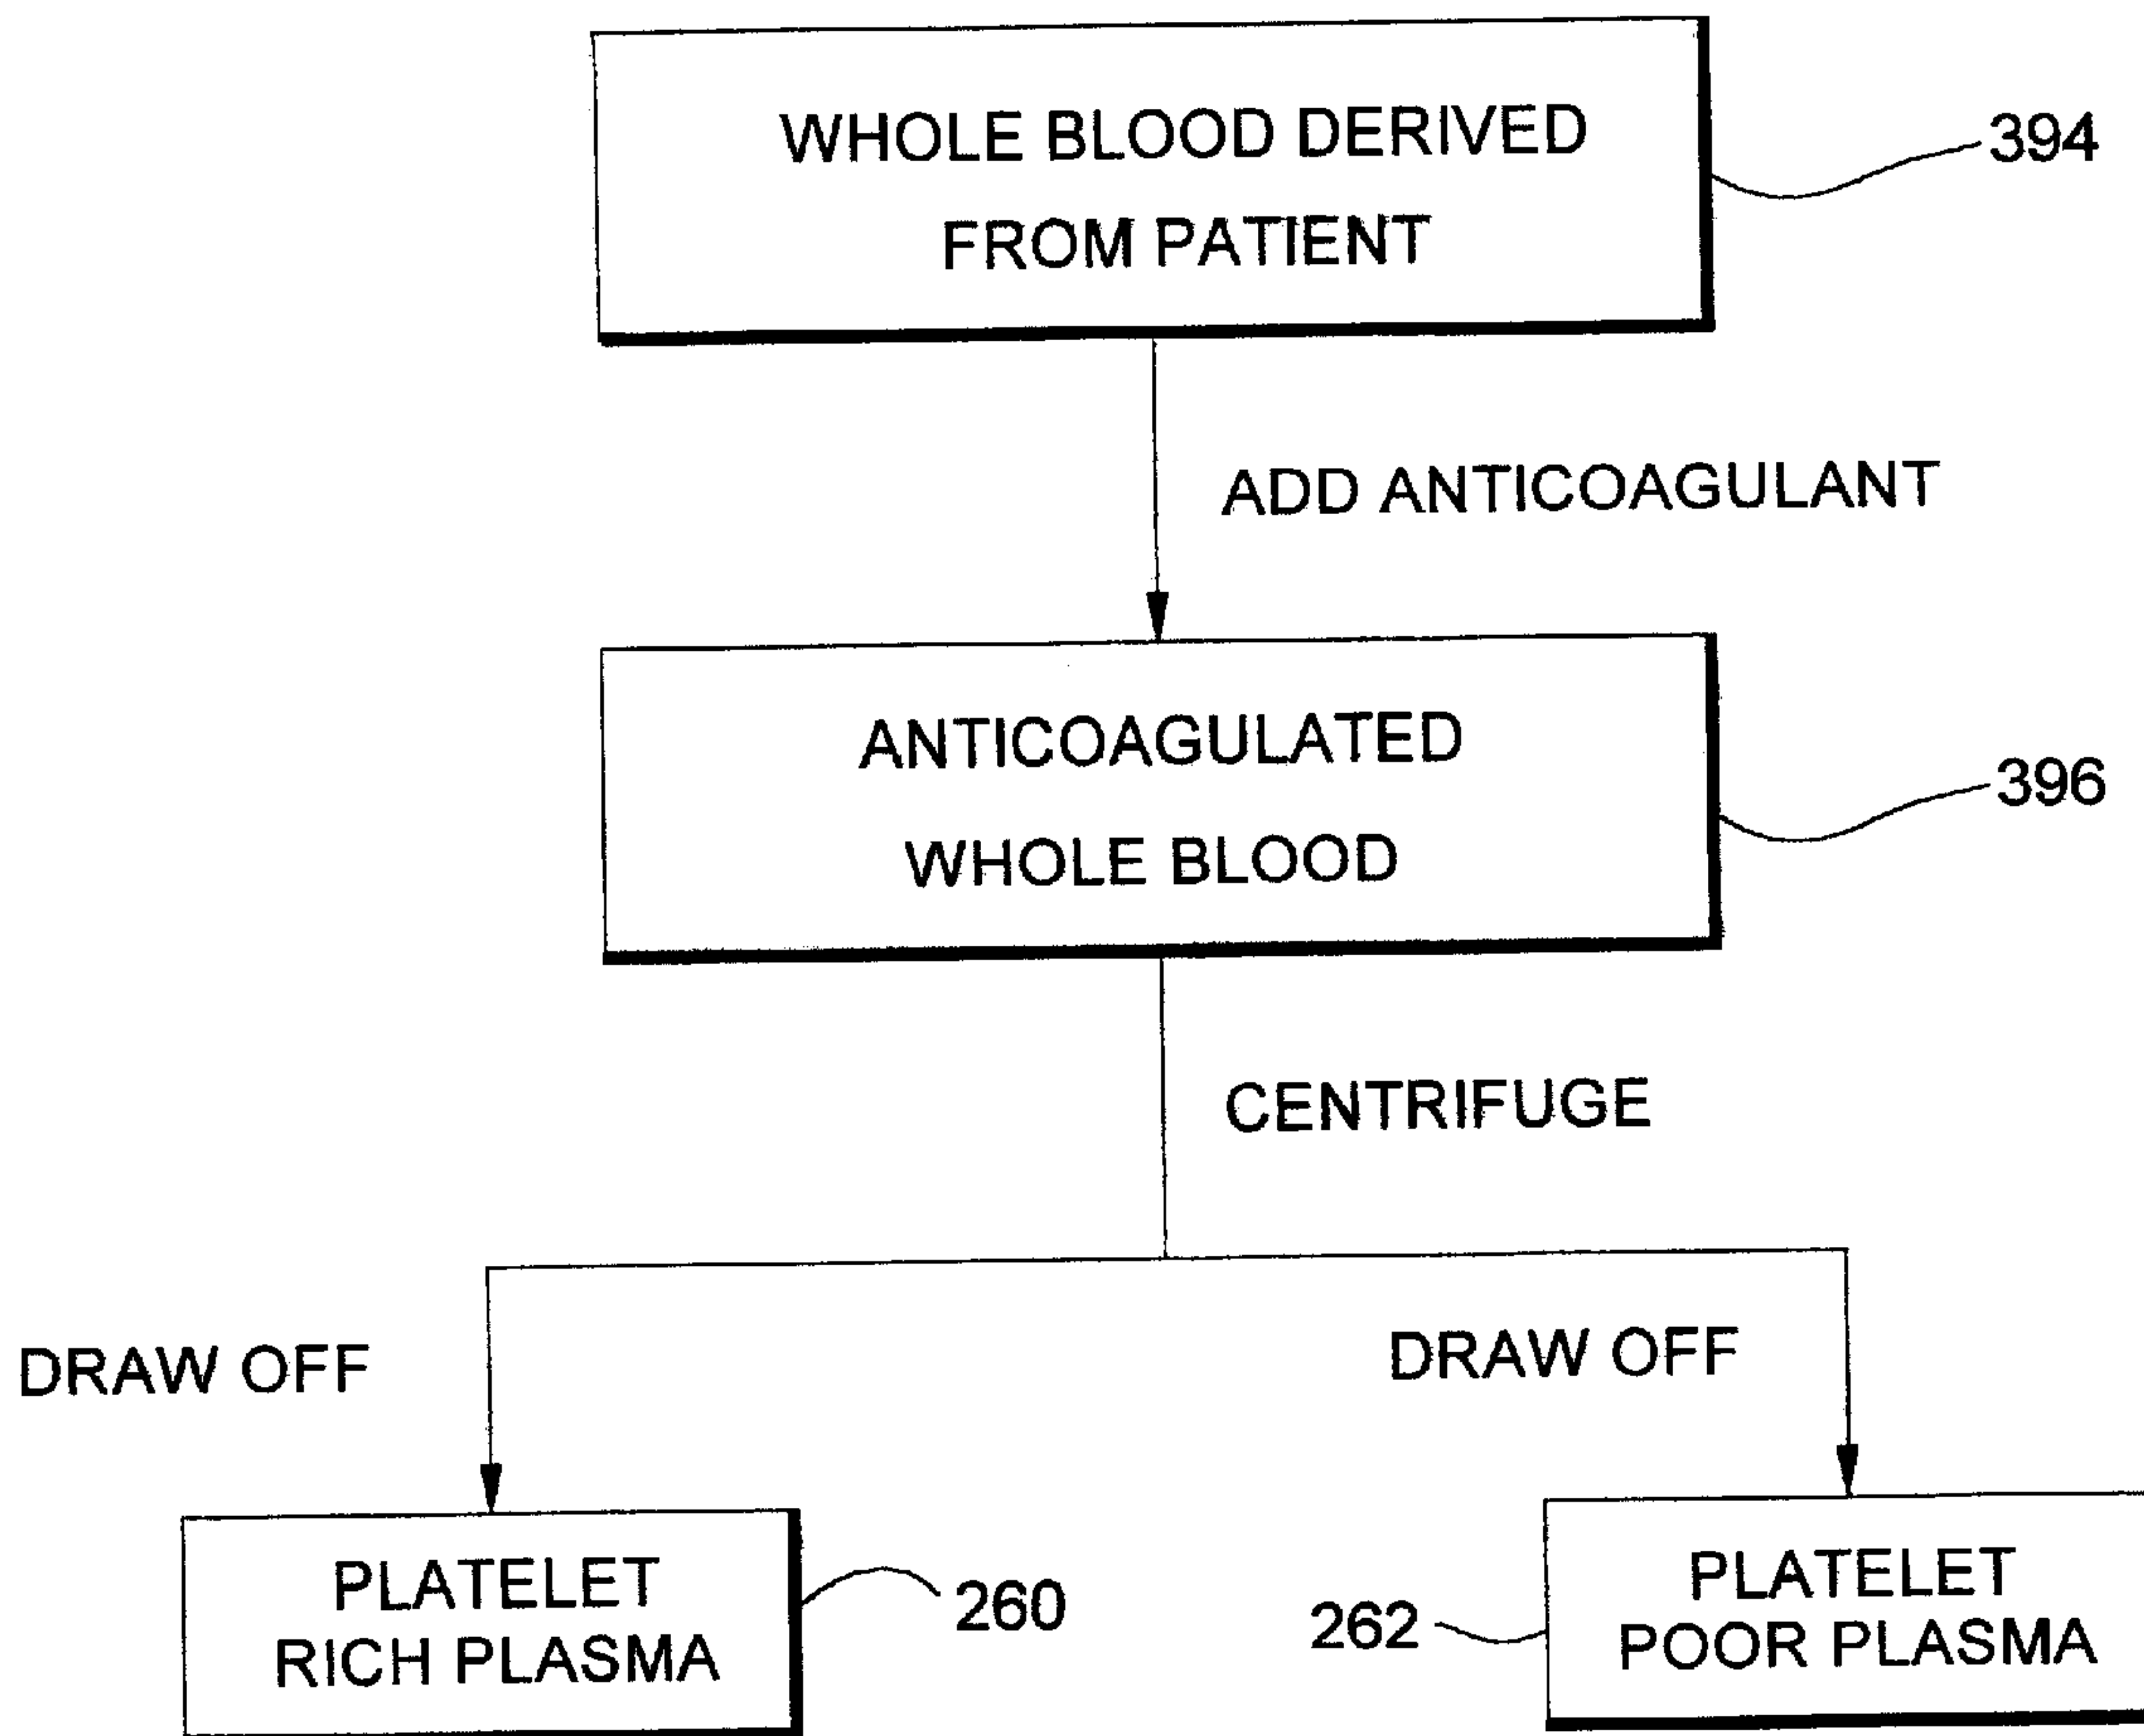 WHOLE BLOOD DERIVED
FROM PATIENT
394
ADD ANTICOAGULANT
ANTICOAGULATED
WHOLE BLOOD
396
CENTRIFUGE
DRAW OFF
DRAW OFF
PLATELET
RICH PLASMA
260
262
PLATELET
POOR PLASMA